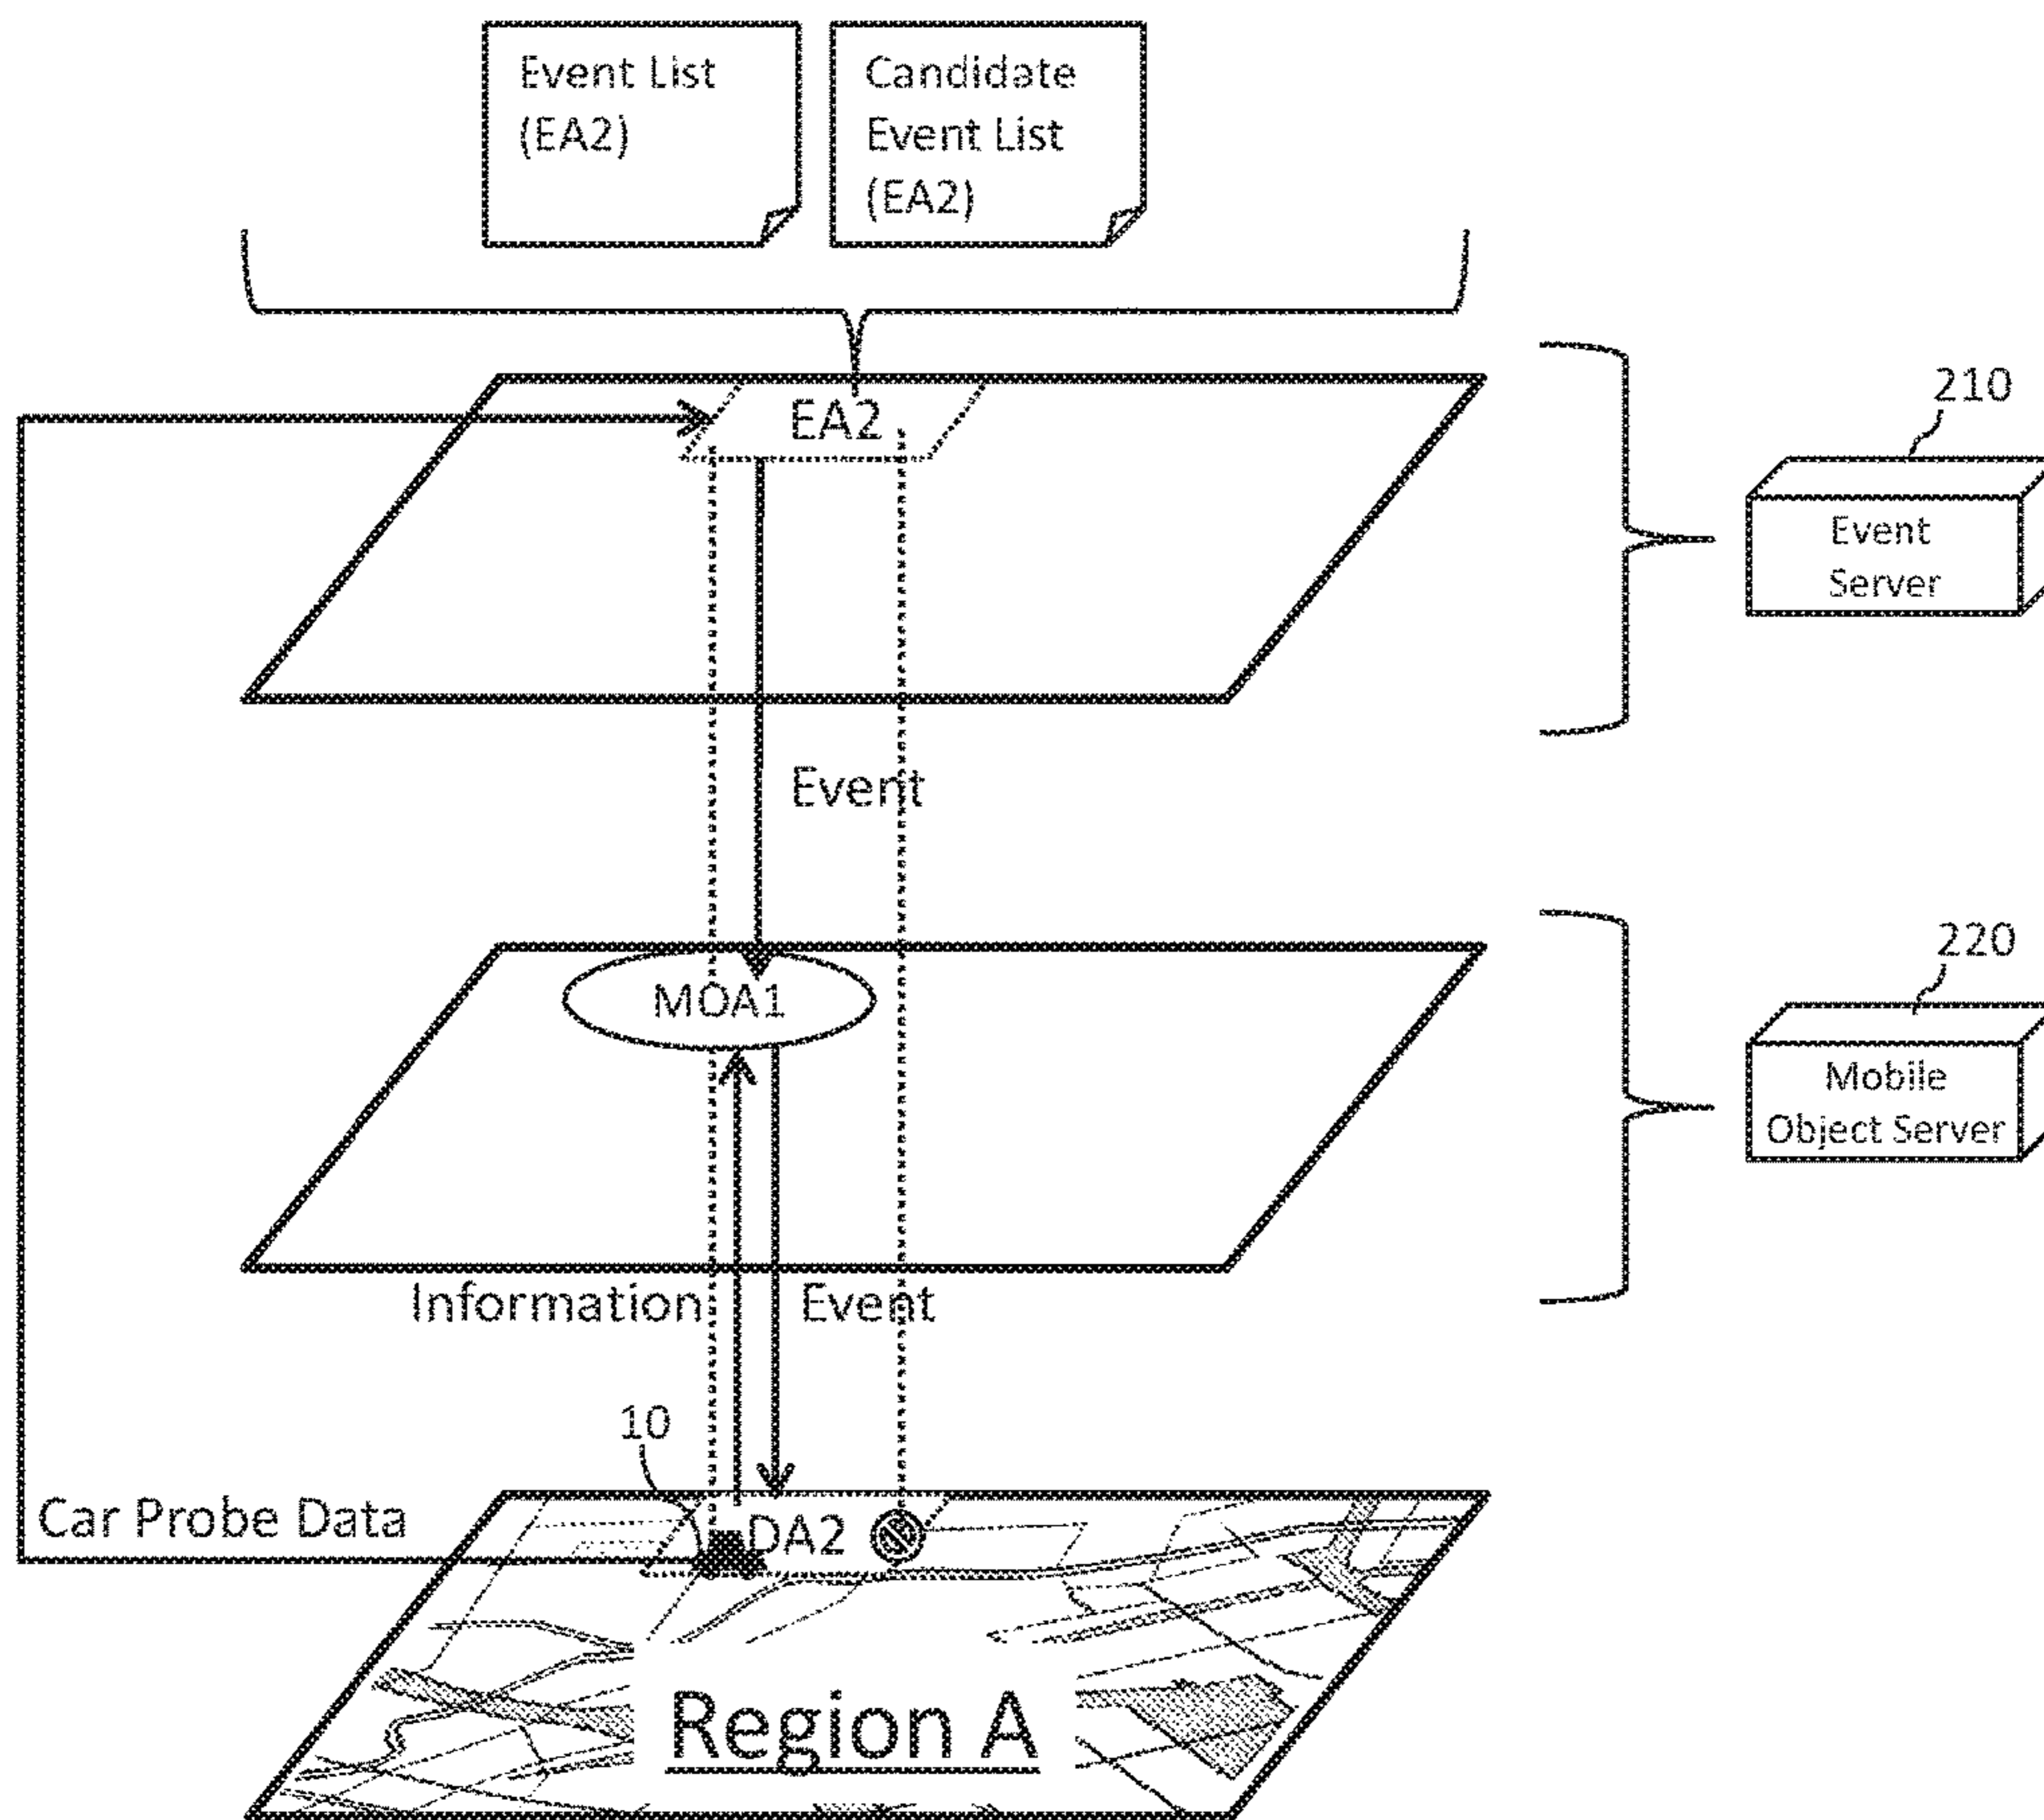 Event List
(EA2)
Candidate
Event List
(EA2)
EA2
210
Event
Server
Event
220
MOA1
Mobile
Object Server
Information
Event
10
Car Probe Data
DA2
Region A